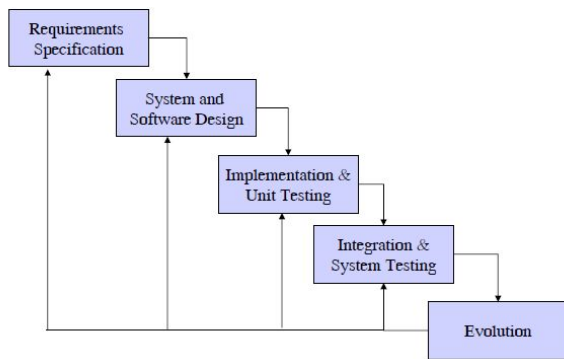 Requirements
Specification
System and
Software Design
Implementation &
Unit Testing
Integration &
System Testing
Evolution